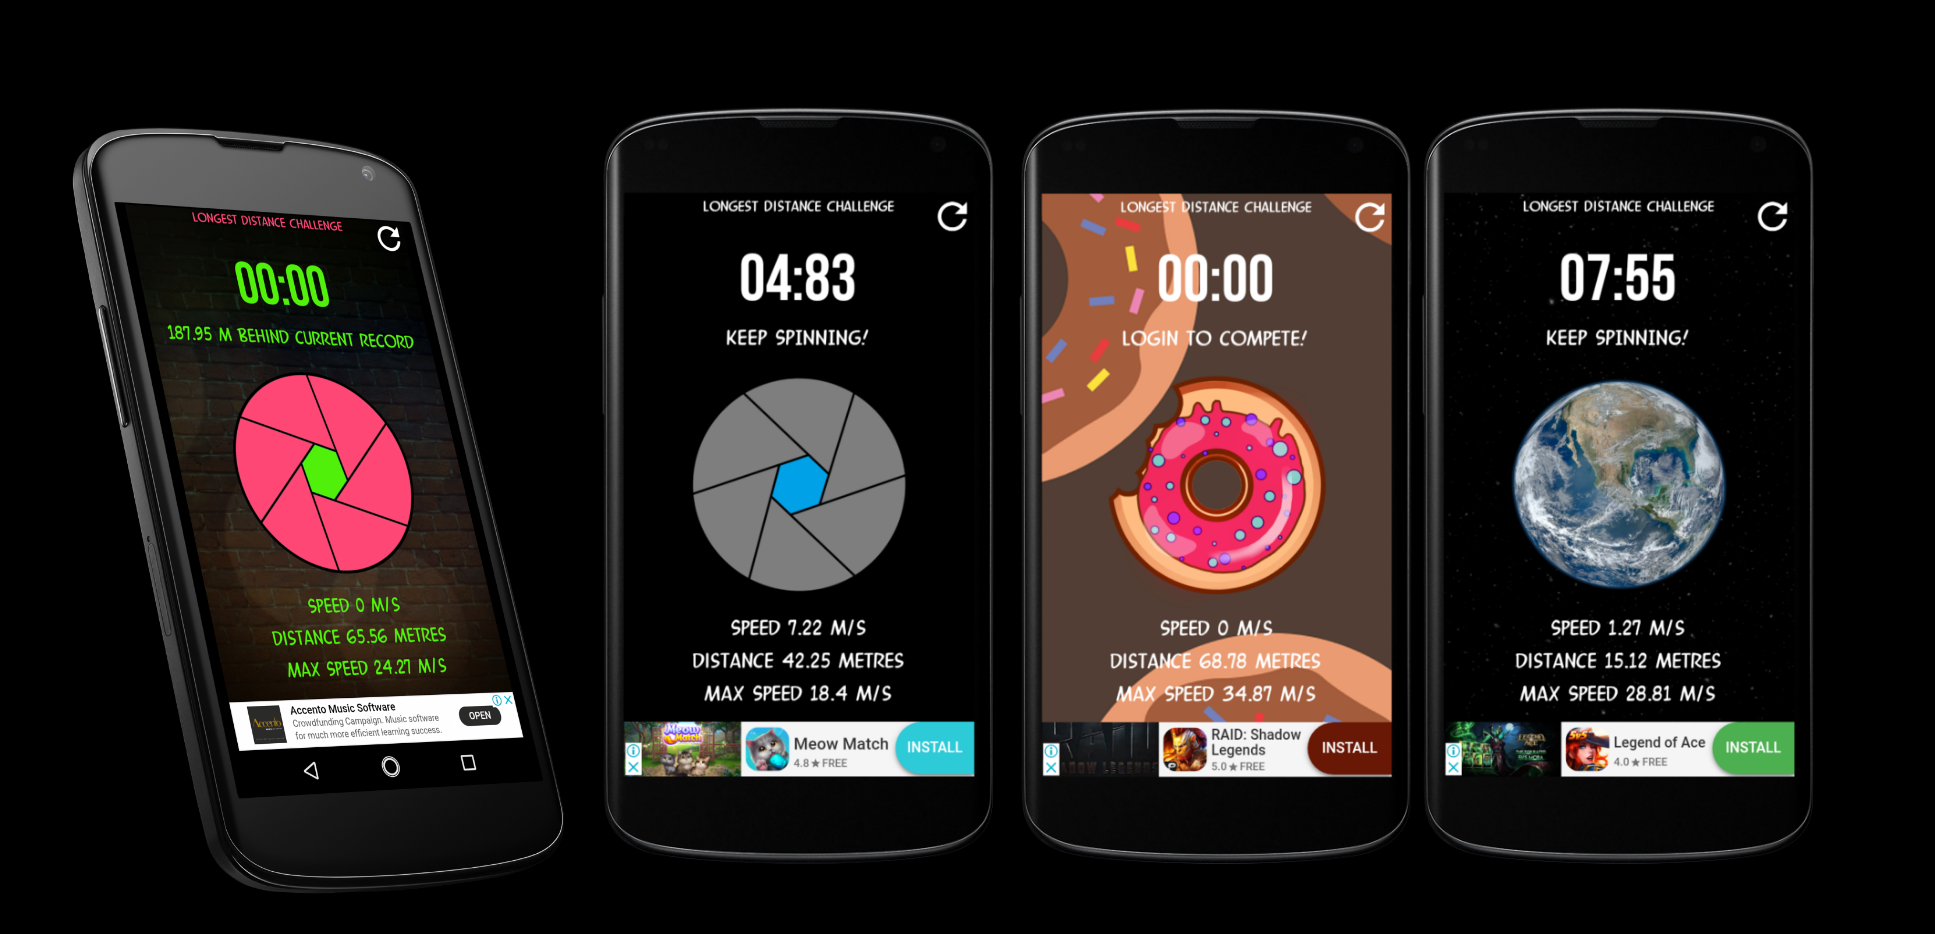 LONGEST DISTANCE CHALLENGE
00:00
187.95 M BEHIND CURRENT RECORD
SPEED 0 M/S
DISTANCE 65.56 METRES
MAX SPEED 24.27 M/S
Accento
Accento Music Software
Crowdfunding Campaign. Music software
for much more efficient learning success.
OPEN
LONGEST DISTANCE CHALLENGE
04:83
KEEP SPINNING!
SPEED 7.22 M/S
DISTANCE 42.25 METRES
MAX SPEED 18.4 M/S
Meow
Match
Meow Match
4.8★FREE
INSTALL
LONGEST DISTANCE CHALLENGE
00:00
LOGIN TO COMPETE!
SPEED 0 M/S
DISTANCE 68.78 METRES
MAX SPEED 34.87 M/S
RAID: Shadow
Legends
5.0★FREE
INSTALL
LONGEST DISTANCE CHALLENGE
07:55
KEEP SPINNING!
SPEED 1.27 M/S
DISTANCE 15.12 METRES
MAX SPEED 28.81 M/S
Legend of Ace
4.0★FREE
INSTALL